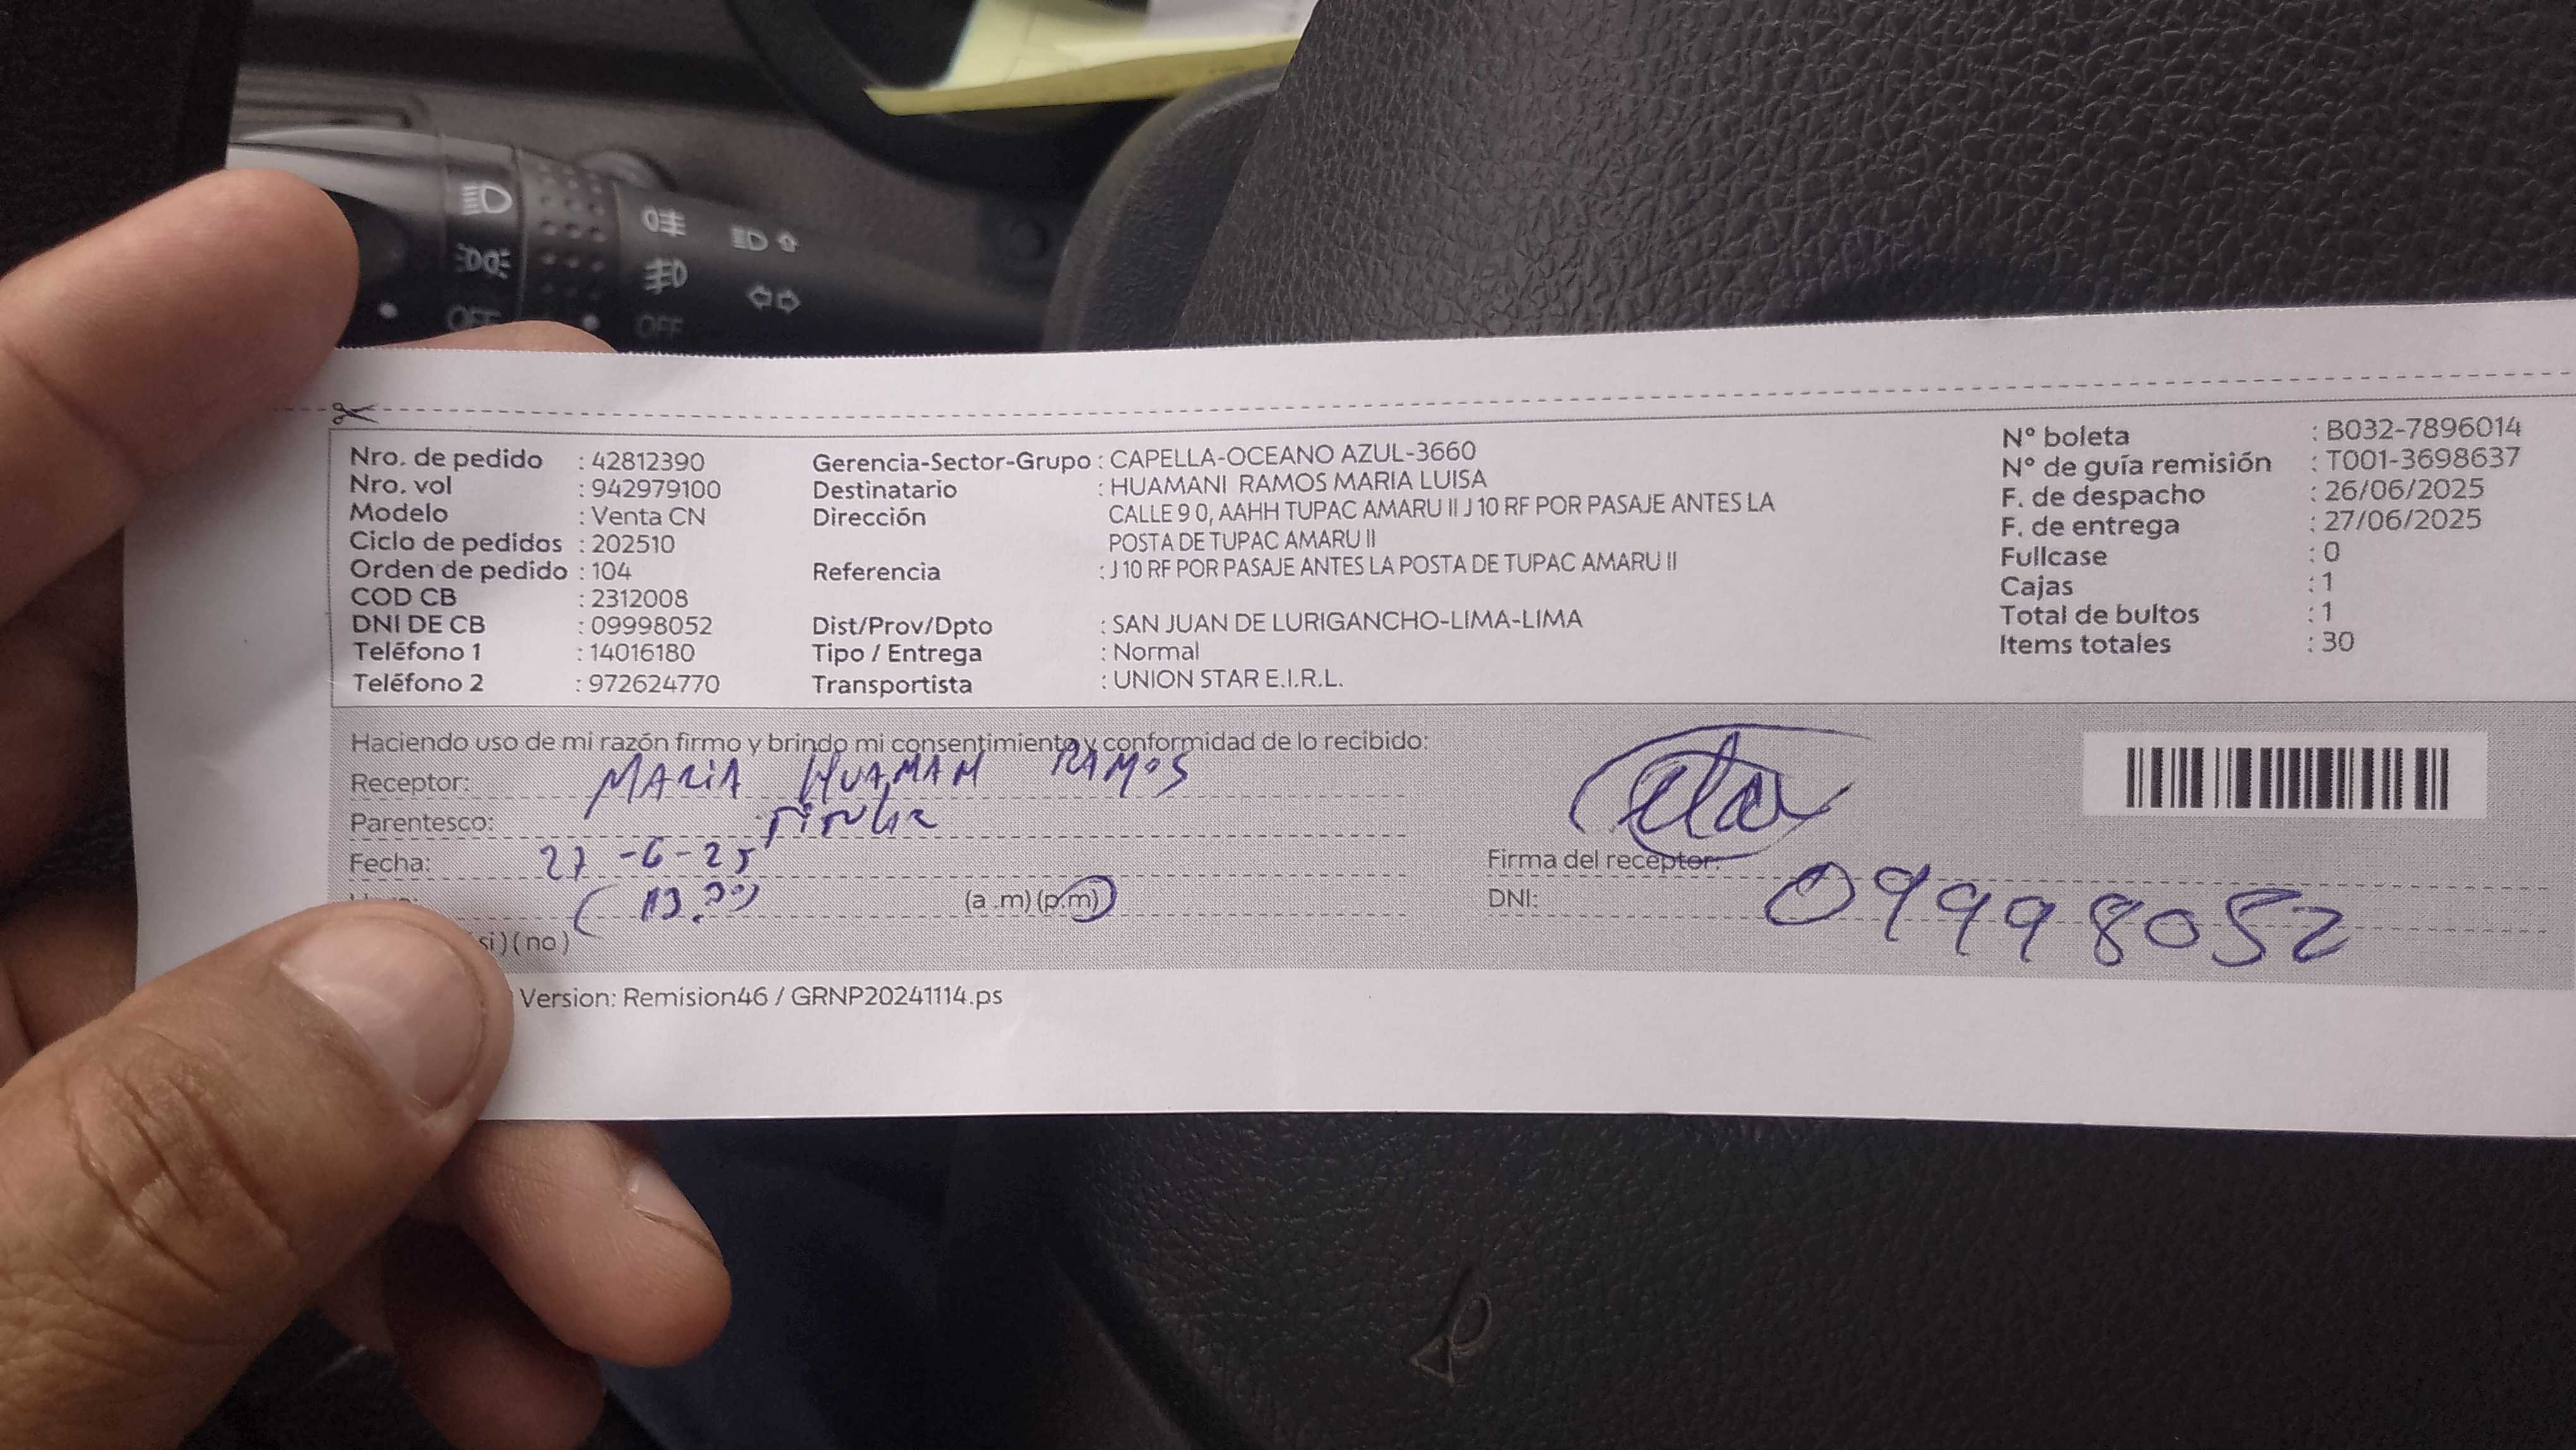 OFF
OFF
Nro. de pedido : 42812390
Nro. vol : 942979100
Modelo : Venta CN
Ciclo de pedidos : 202510
Orden de pedido : 104
COD CB : 2312008
DNI DE CB : 09998052
Teléfono 1 : 14016180
Teléfono 2 : 972624770
Gerencia-Sector-Grupo : CAPELLA-OCEANO AZUL-3660
Destinatario : HUAMANI RAMOS MARIA LUISA
Dirección CALLE 9 0, AAHH TUPAC AMARU II J 10 RF POR PASAJE ANTES LA
POSTA DE TUPAC AMARU II
Referencia : J 10 RF POR PASAJE ANTES LA POSTA DE TUPAC AMARU II
Dist/Prov/Dpto : SAN JUAN DE LURIGANCHO-LIMA-LIMA
Tipo / Entrega : Normal
Transportista : UNION STAR E.I.R.L.
N° boleta : B032-7896014
N° de guía remisión : T001-3698637
F. de despacho : 26/06/2025
F. de entrega : 27/06/2025
Fullcase : 0
Cajas : 1
Total de bultos : 1
Items totales : 30
Haciendo uso de mi razón firmo y brindo mi consentimiento y conformidad de lo recibido:
Receptor: MARIA HUAMAN RAMOS
Parentesco:
Fecha: 27-6-25
(a .m) (p.m)
si ) ( no )
Firma del receptor:
DNI: 09998052
Version: Remision46 / GRNP20241114.ps